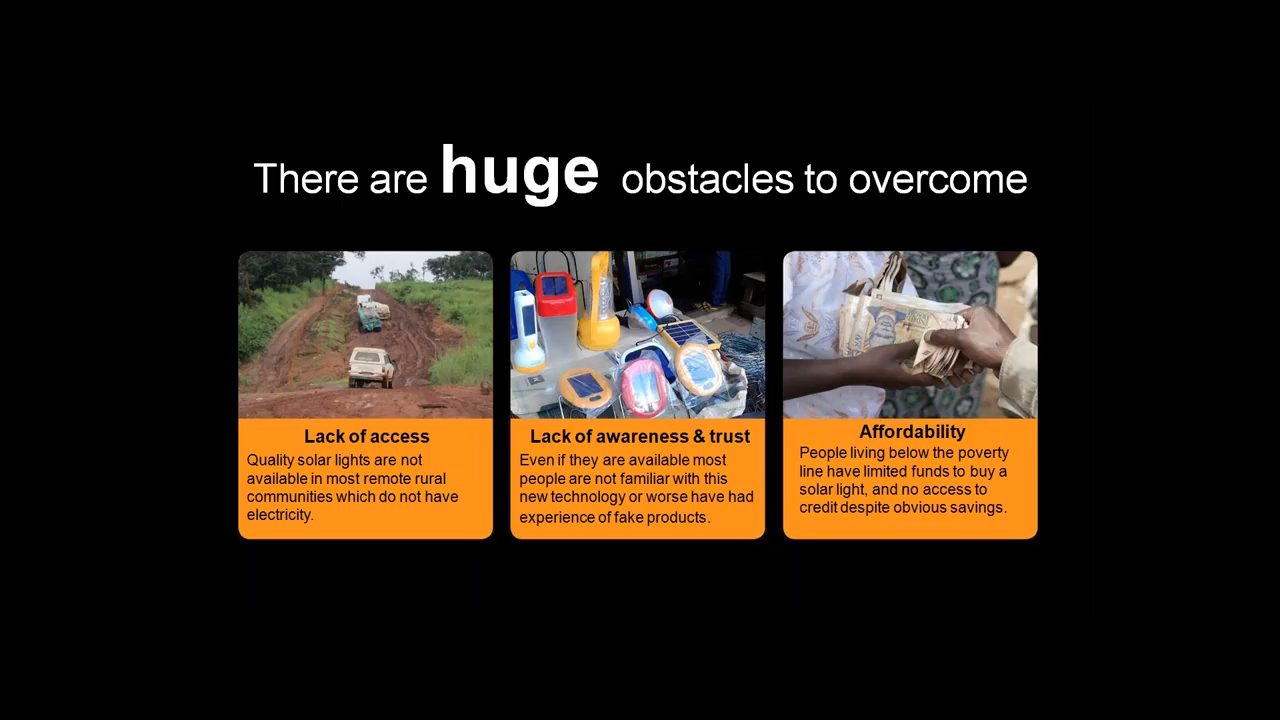 There are huge obstacles to overcome
Lack of access
Quality solar lights are not
available in most remote rural
communities which do not have
electricity.
Lack of awareness & trust
Even if they are available most
people are not familiar with this
new technology or worse have had
experience of fake products.
Affordability
People living below the poverty
line have limited funds to buy a
solar light, and no access to
credit despite obvious savings.